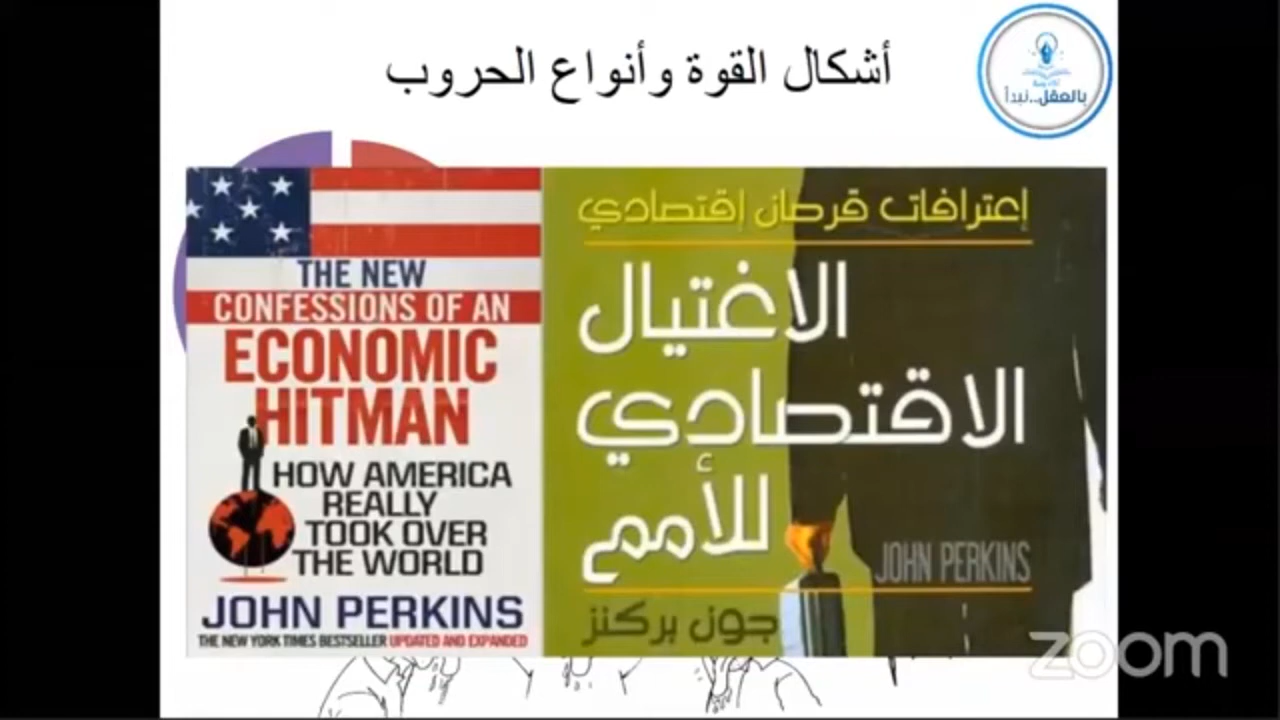 أشكال القوة وأنواع الحروب
بالعقل..نبدأ
THE NEW
CONFESSIONS OF AN
ECONOMIC
HITMAN
HOW AMERICA
REALLY
TOOK OVER
THE WORLD
JOHN PERKINS
THE NEW YORK TIMES BESTSELLER UPDATED AND EXPANDED
إعترافات قرصان إقتصادي
الاغتيال
الاقتصادي
للأمم
JOHN PERKINS
جون بركنز
zoom